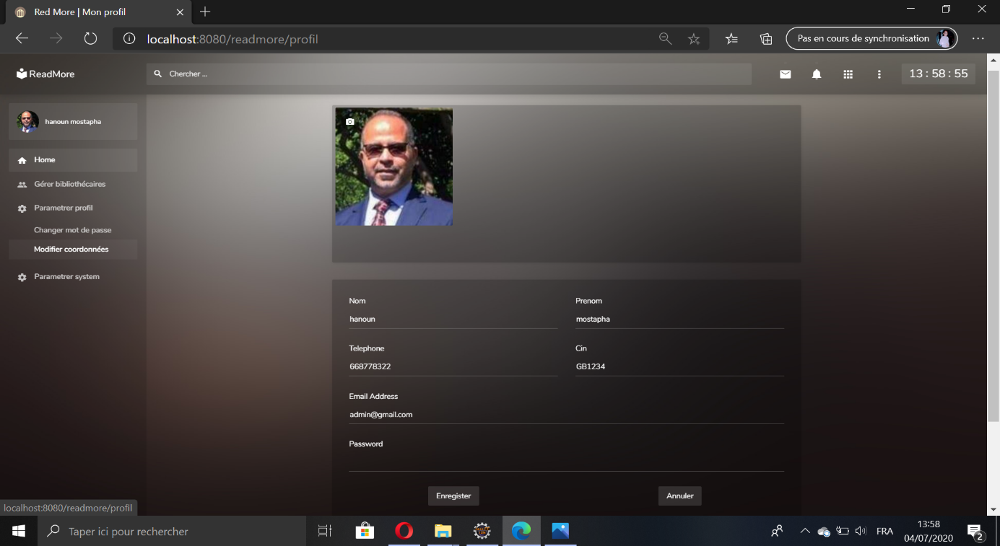 Red More | Mon profil
localhost:8080/readmore/profil
Pas en cours de synchronisation
ReadMore
Chercher ...
13 : 58 : 55
hanoun mostapha
Home
Gérer bibliothécaires
Parametrer profil
Changer mot de passe
Modifier coordonnées
Parametrer system
Nom
Prenom
hanoun
mostapha
Telephone
Cin
668778322
GB1234
Email Address
admin@gmail.com
Password
Enregister
Annuler
localhost:8080/readmore/profil
Taper ici pour rechercher
FRA
13:58
04/07/2020
2